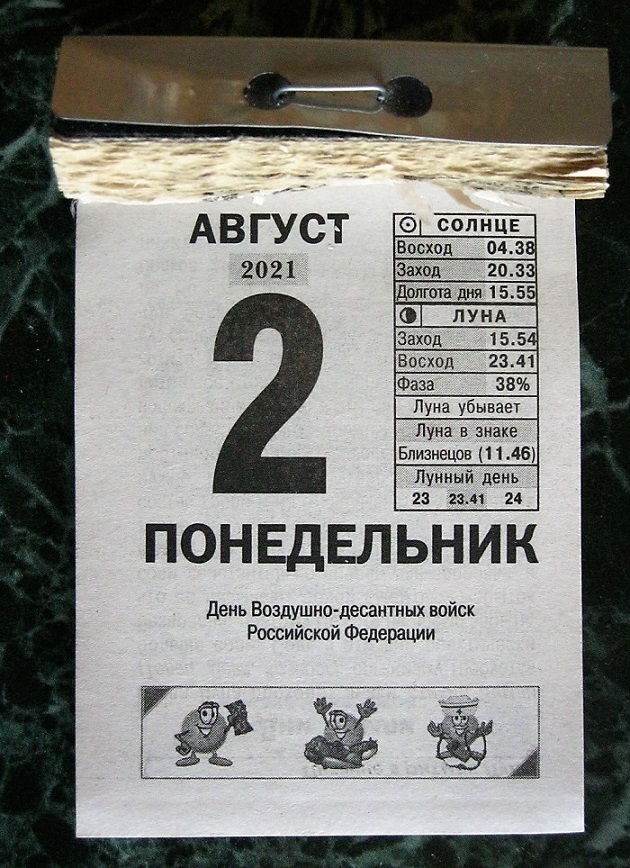 АВГУСТ
2021
2
СОЛНЦЕ
Восход 04.38
Заход 20.33
Долгота дня 15.55
ЛУНА
Заход 15.54
Восход 23.41
Фаза 38%
Луна убывает
Луна в знаке
Близнецов (11.46)
Лунный день
23 23.41 24
ПОНЕДЕЛЬНИК
День Воздушно-десантных войск
Российской Федерации